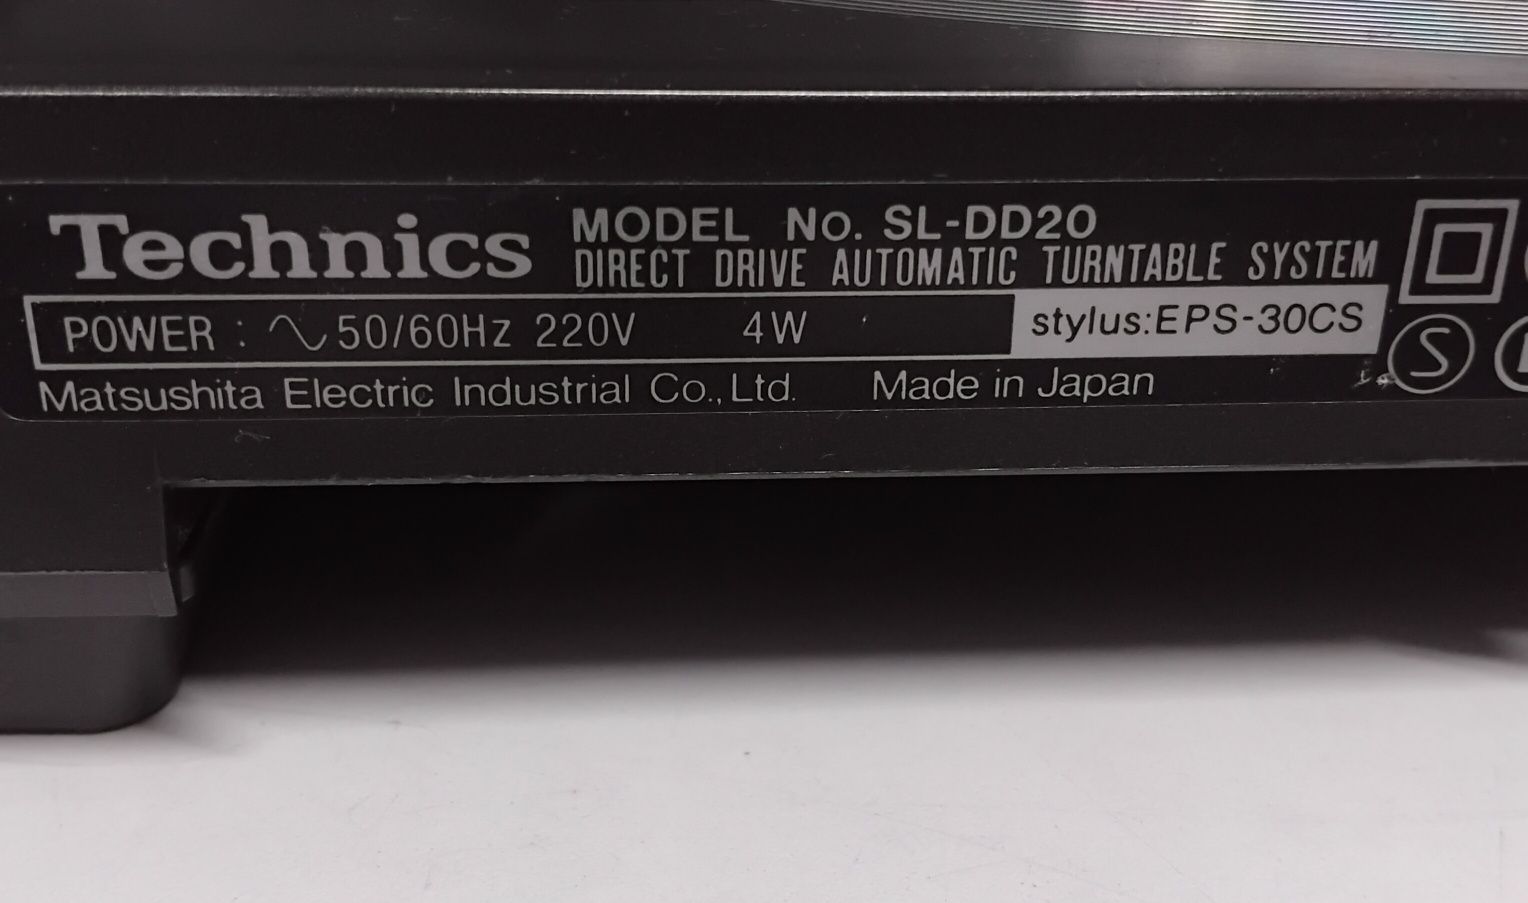 Technics
MODEL No. SL-DD20
DIRECT DRIVE AUTOMATIC TURNTABLE SYSTEM
POWER : ∿ 50/60Hz 220V 4W
stylus:EPS-30CS
Matsushita Electric Industrial Co., Ltd. Made in Japan
S